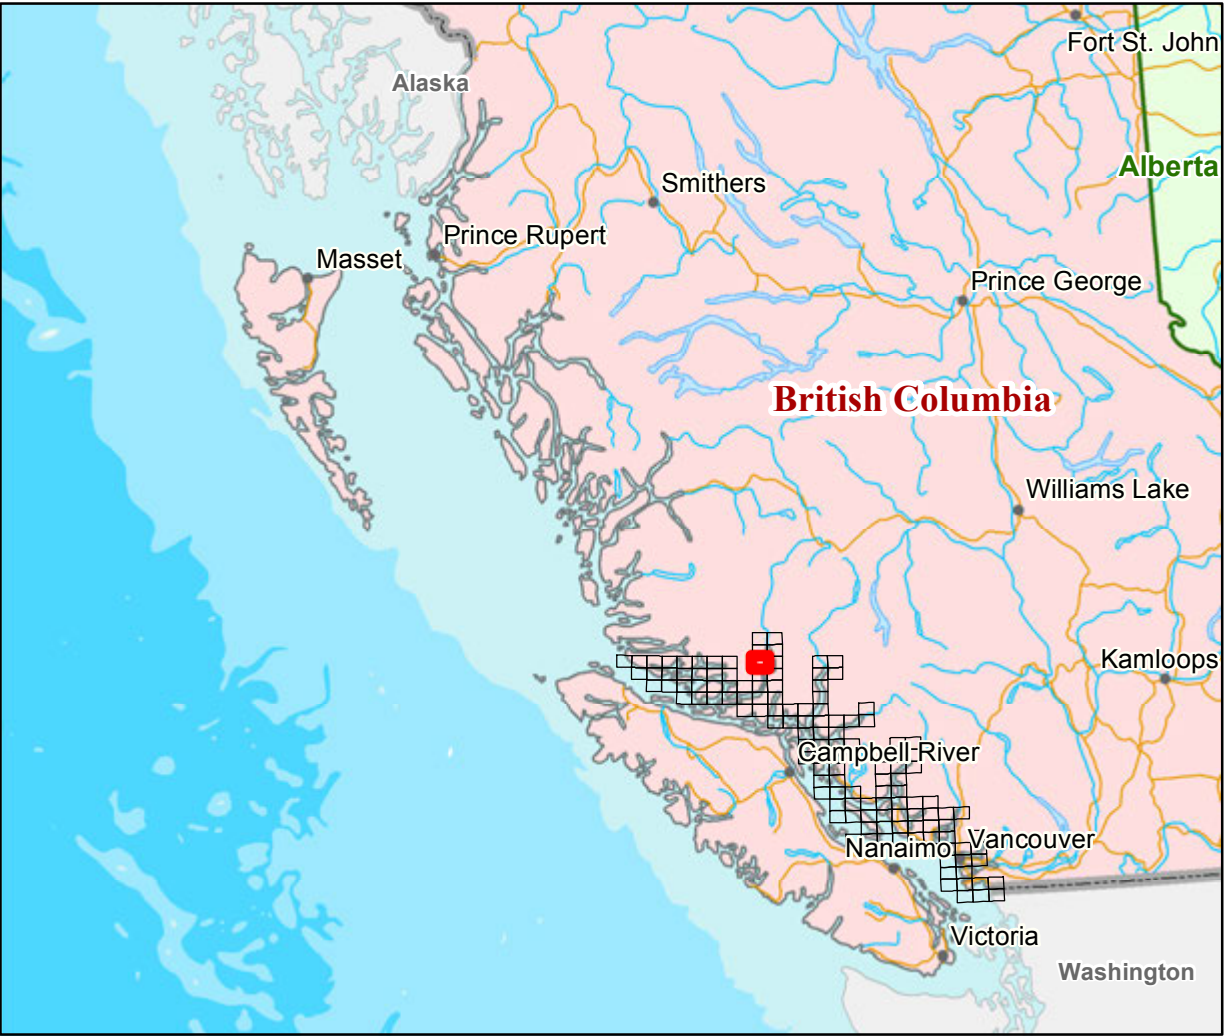 Fort St. John
Alaska
Alberta
Smithers
Prince Rupert
Masset
Prince George
British Columbia
Williams Lake
Kamloops
Campbell River
Vancouver
Nanaimo
Victoria
Washington